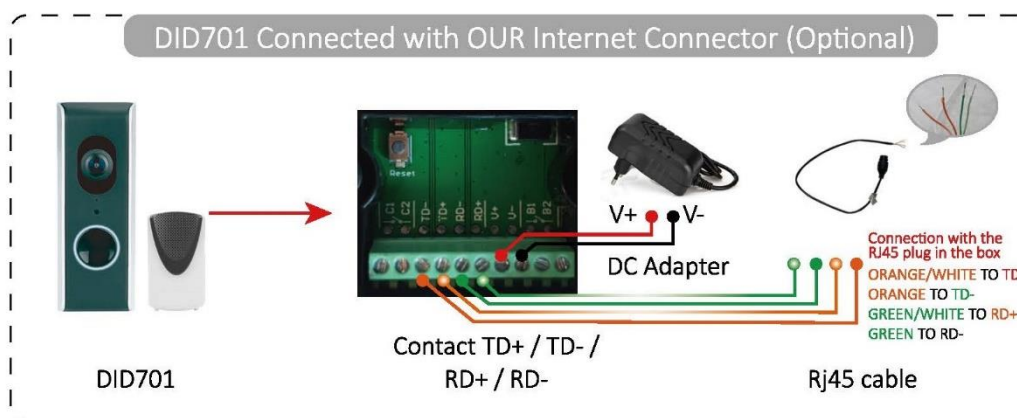 DID701 Connected with OUR Internet Connector (Optional)
Reset
C1
C2
TD-
TD+
RD-
RD+
V+
V-
B1
B2
V+
V-
DC Adapter
Connection with the
RJ45 plug in the box
ORANGE/WHITE TO TD
ORANGE TO TD-
GREEN/WHITE TO RD+
GREEN TO RD-
DID701
Contact TD+ / TD- /
RD+ / RD-
Rj45 cable